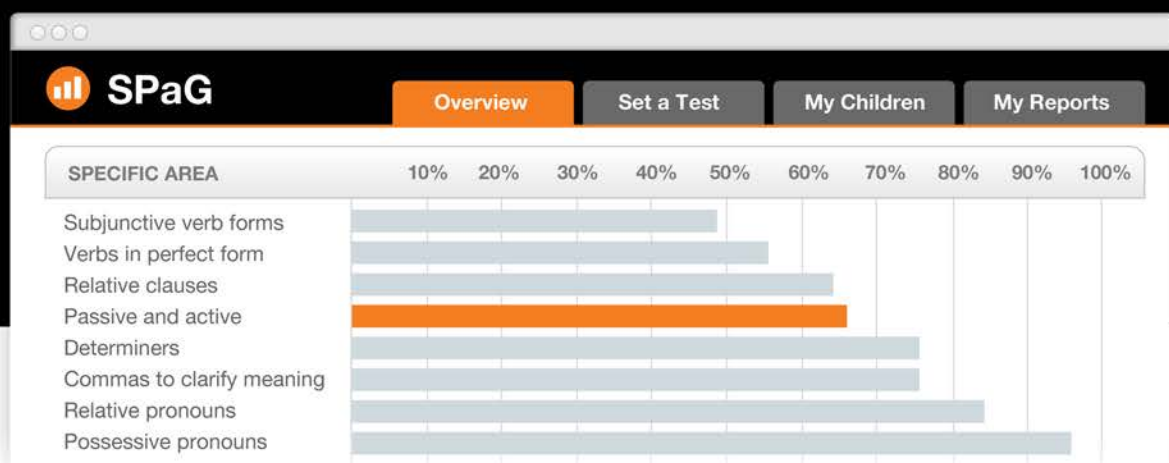 SPaG
Overview Set a Test My Children My Reports
SPECIFIC AREA 10% 20% 30% 40% 50% 60% 70% 80% 90% 100%
Subjunctive verb forms
Verbs in perfect form
Relative clauses
Passive and active
Determiners
Commas to clarify meaning
Relative pronouns
Possessive pronouns